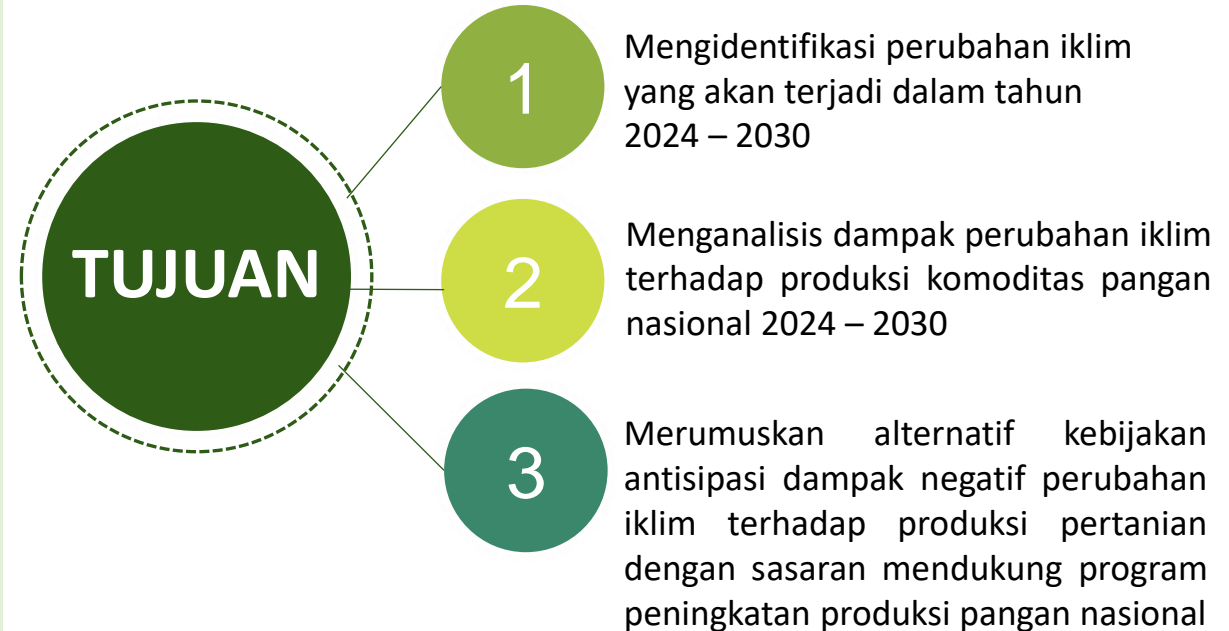 TUJUAN
1
Mengidentifikasi perubahan iklim
yang akan terjadi dalam tahun
2024 – 2030
2
Menganalisis dampak perubahan iklim
terhadap produksi komoditas pangan
nasional 2024 – 2030
3
Merumuskan alternatif kebijakan
antisipasi dampak negatif perubahan
iklim terhadap produksi pertanian
dengan sasaran mendukung program
peningkatan produksi pangan nasional